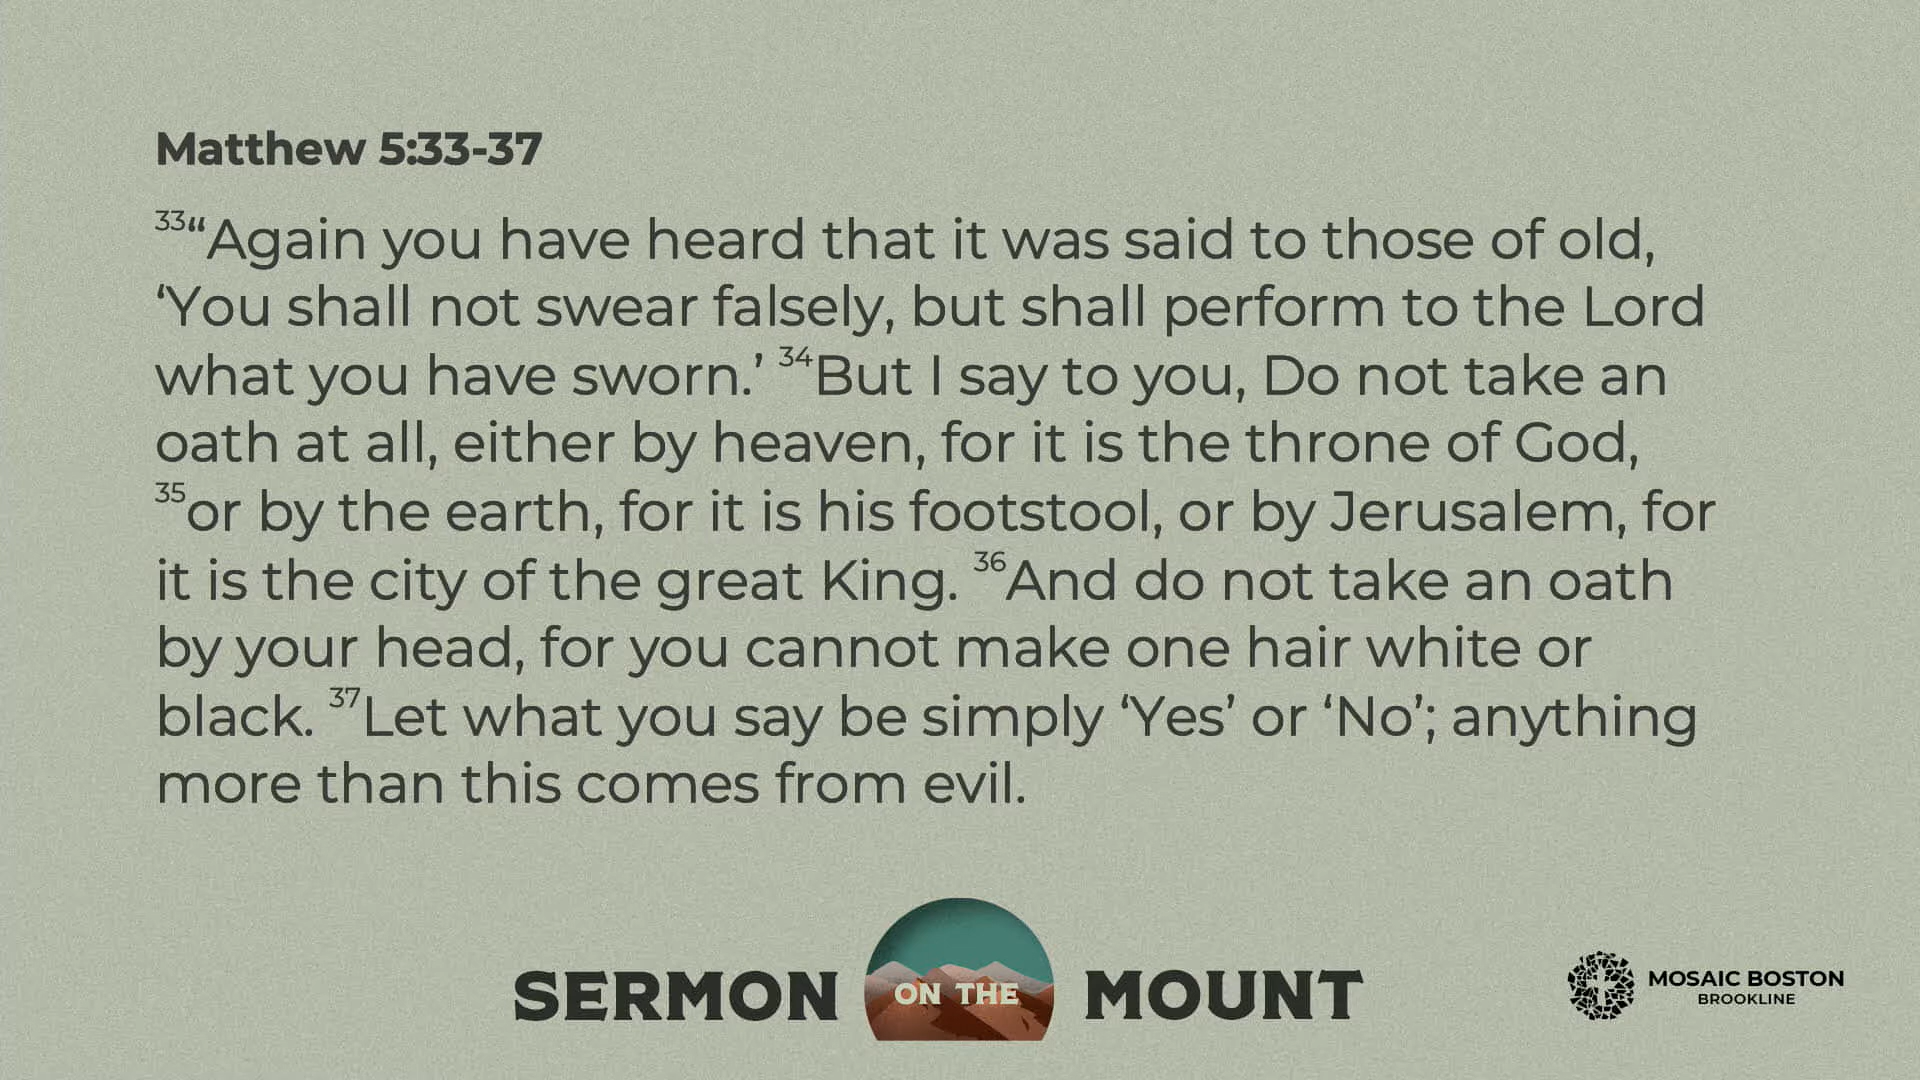 Matthew 5:33-37
33“Again you have heard that it was said to those of old,
‘You shall not swear falsely, but shall perform to the Lord
what you have sworn.’ 34But I say to you, Do not take an
oath at all, either by heaven, for it is the throne of God,
35or by the earth, for it is his footstool, or by Jerusalem, for
it is the city of the great King. 36And do not take an oath
by your head, for you cannot make one hair white or
black. 37Let what you say be simply ‘Yes’ or ‘No’; anything
more than this comes from evil.
SERMON ON THE MOUNT
MOSAIC BOSTON
BROOKLINE